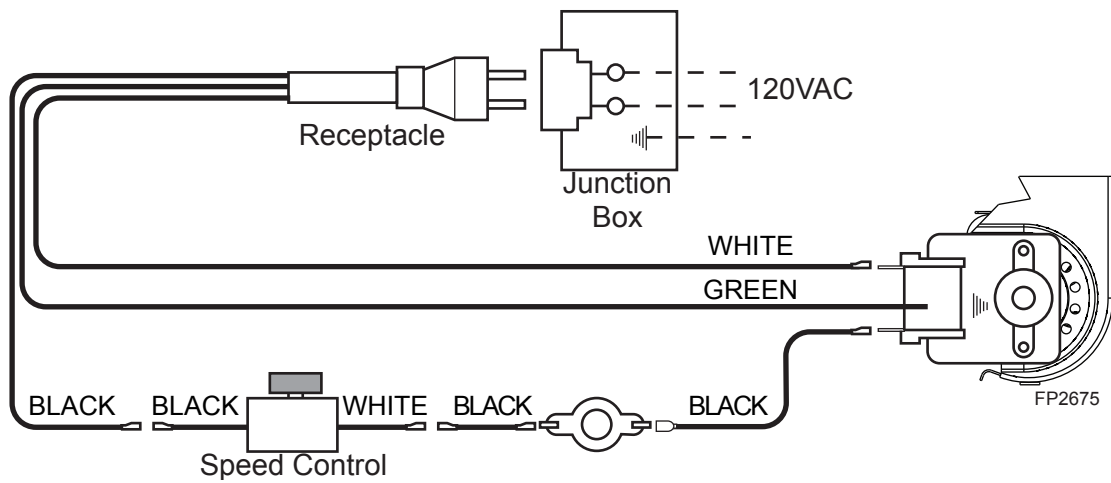 120VAC
Receptacle
Junction
Box
WHITE
GREEN
FP2675
BLACK
BLACK
WHITE
BLACK
BLACK
Speed Control